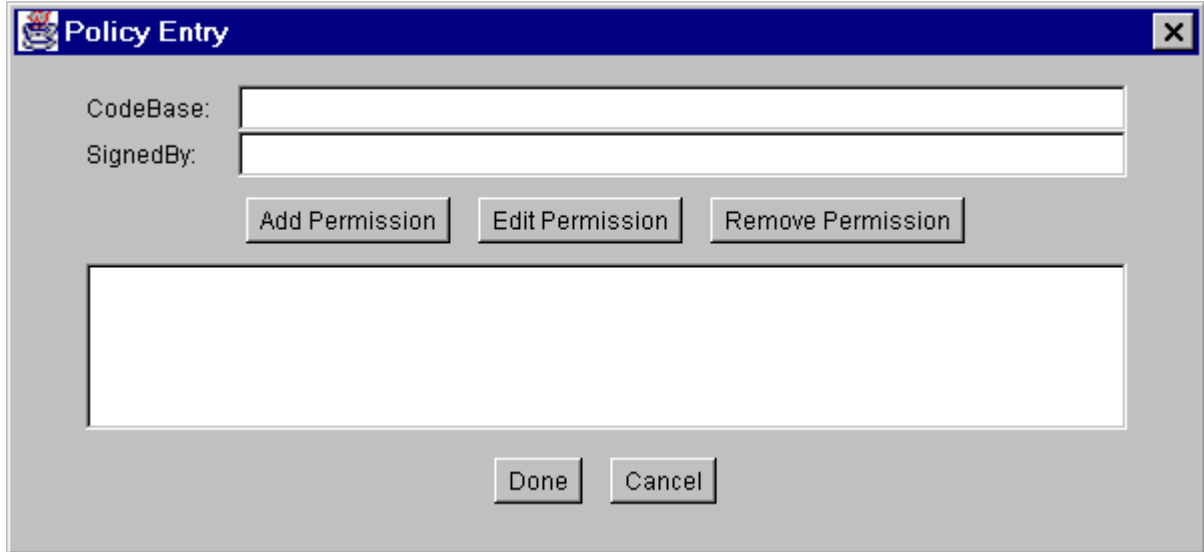 Policy Entry
CodeBase:
SignedBy:
Add Permission Edit Permission Remove Permission
Done Cancel